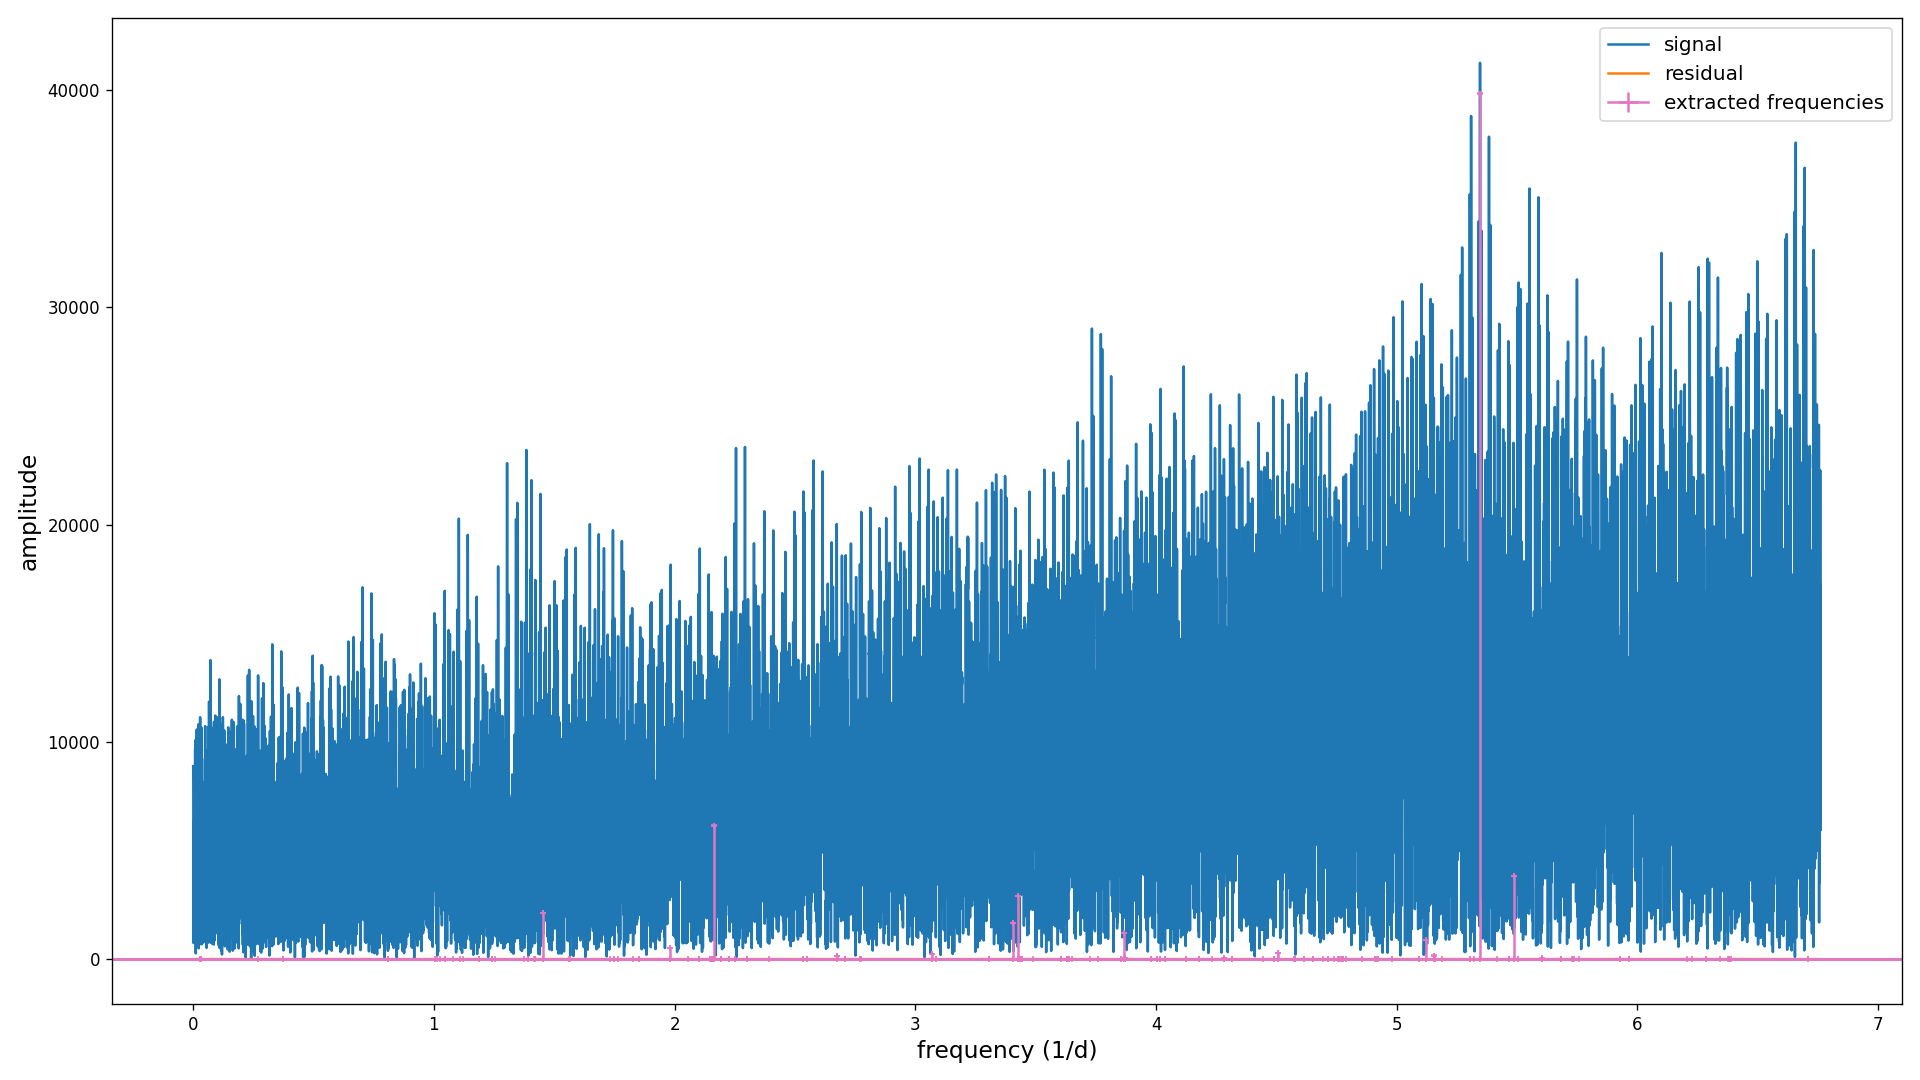 signal
residual
extracted frequencies
amplitude
40000
30000
20000
10000
0
0 1 2 3 4 5 6 7
frequency (1/d)